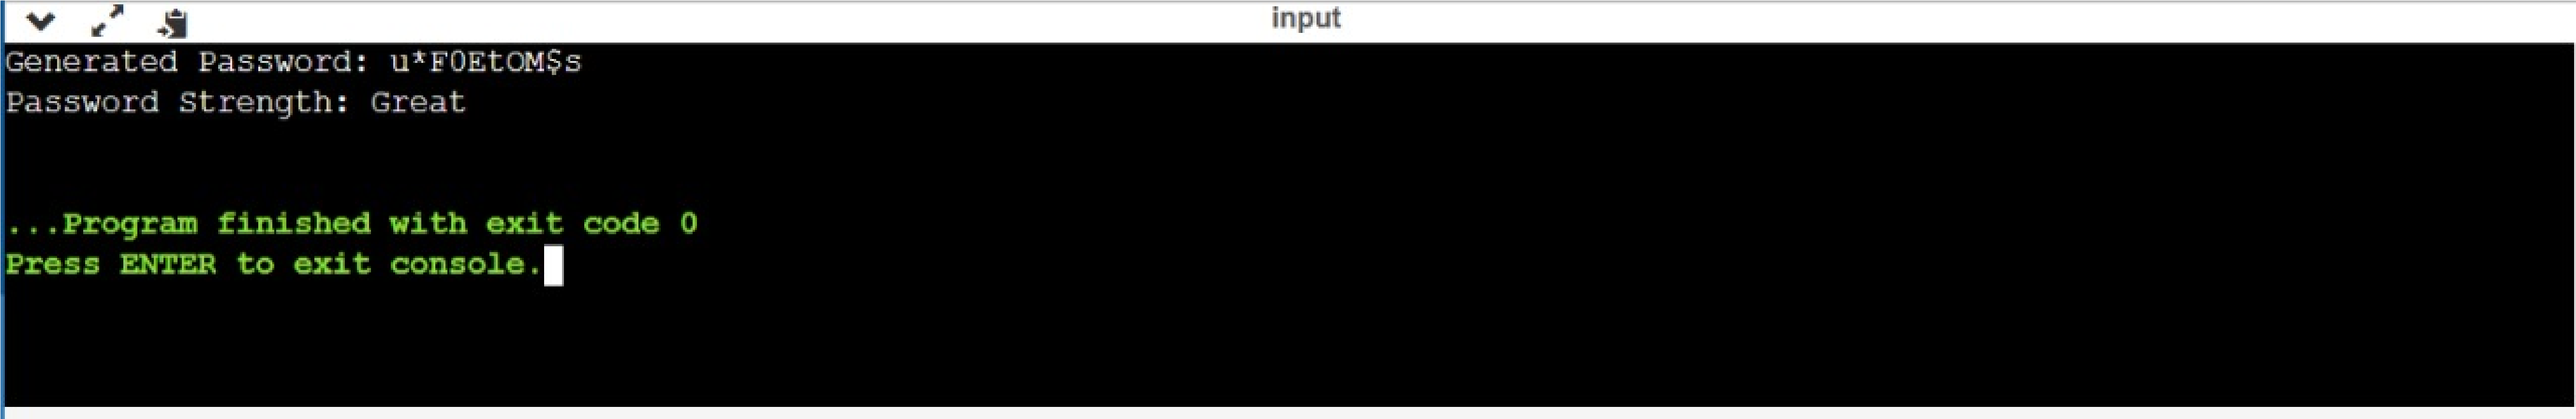 input
Generated Password: u*F0EtOM$s
Password Strength: Great
...Program finished with exit code 0
Press ENTER to exit console.